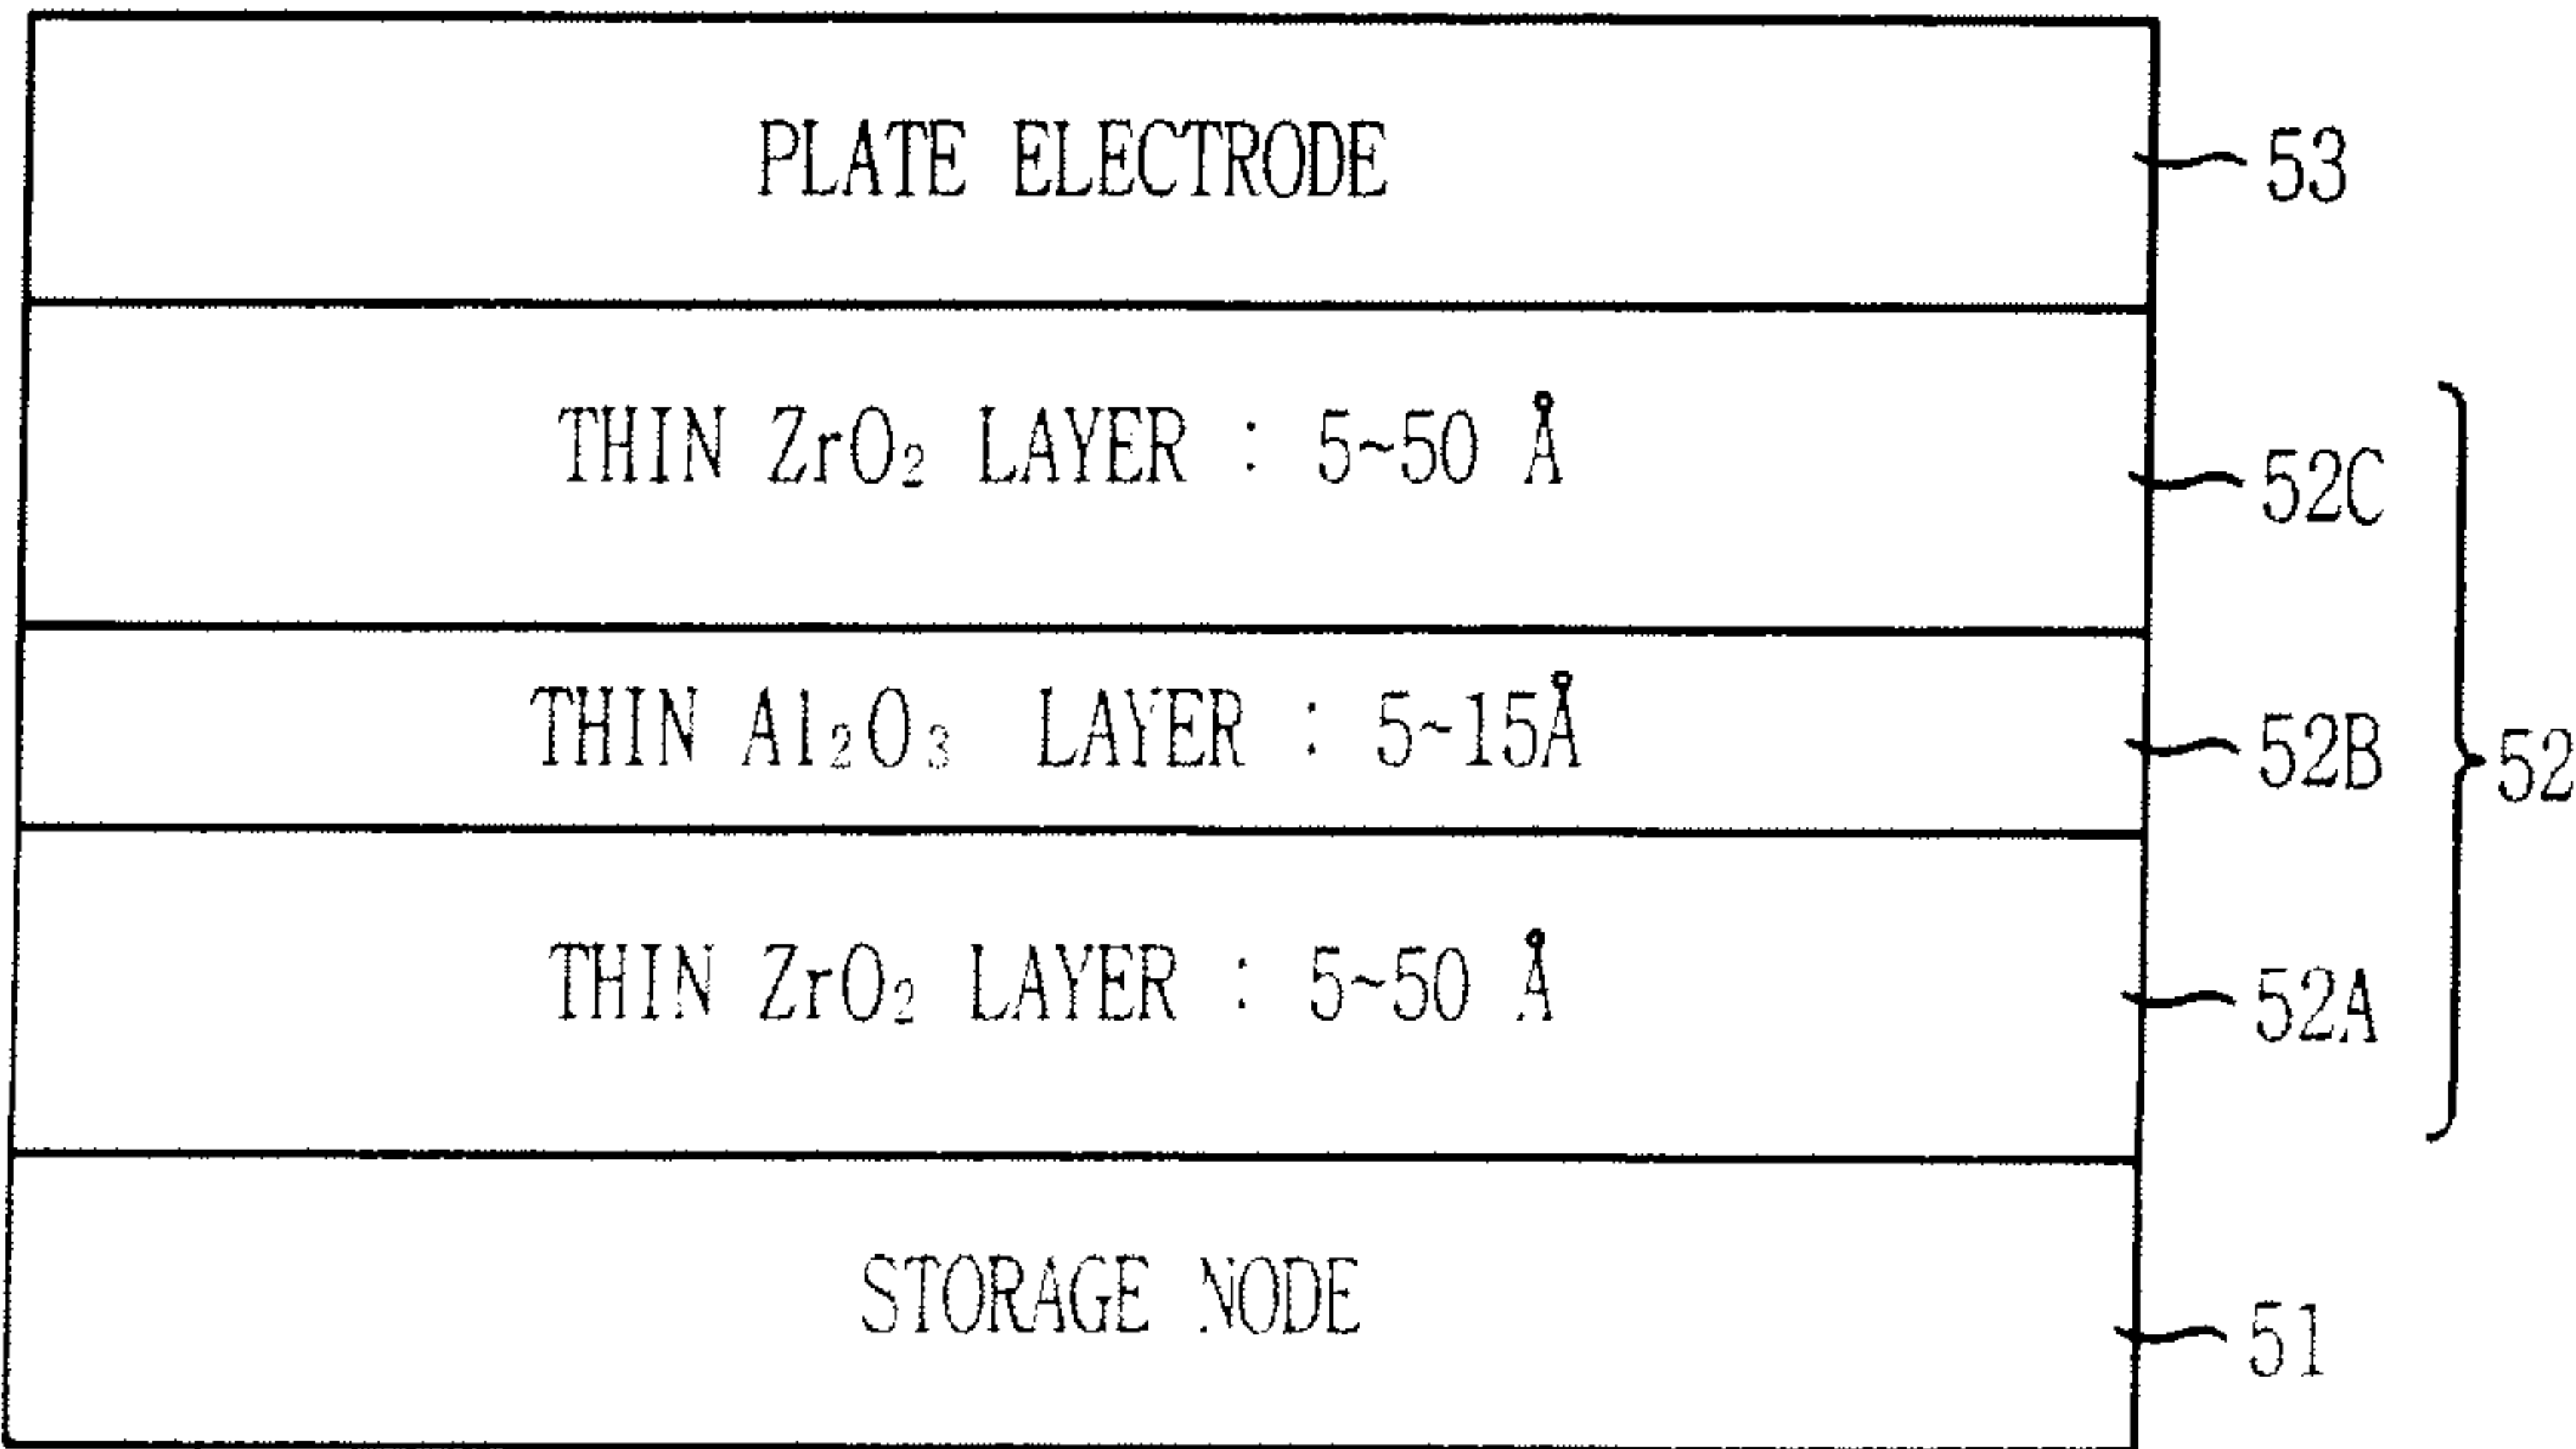 PLATE ELECTRODE
53
THIN ZrO₂ LAYER : 5~50 Å
52C
THIN Al₂O₃ LAYER : 5~15Å
52B
52
THIN ZrO₂ LAYER : 5~50 Å
52A
STORAGE NODE
51